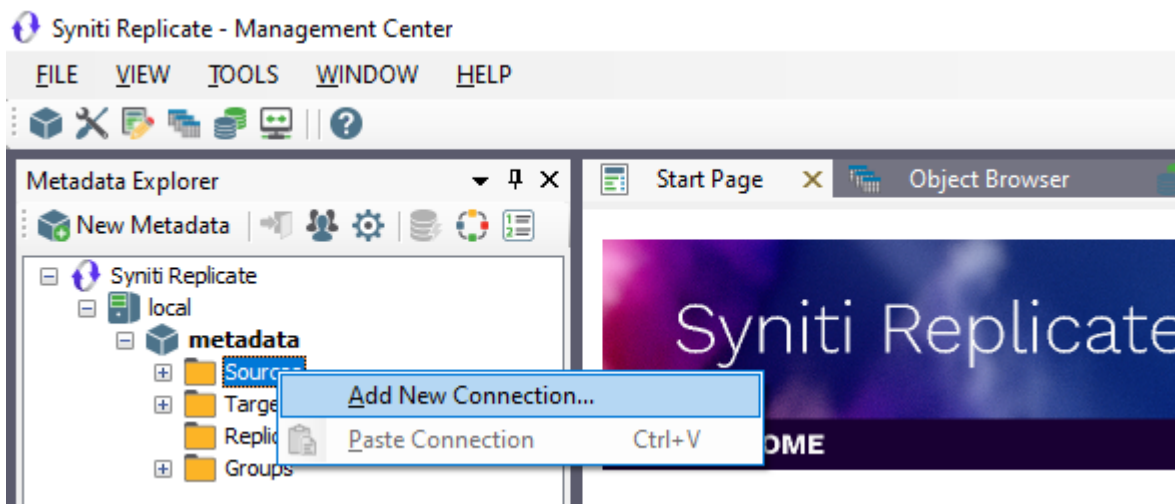 Syniti Replicate - Management Center
FILE VIEW TOOLS WINDOW HELP
Metadata Explorer
Start Page
Object Browser
New Metadata
Syniti Replicate
local
metadata
Sources
Add New Connection...
Paste Connection Ctrl+V
Groups
Syniti Replicate
OME